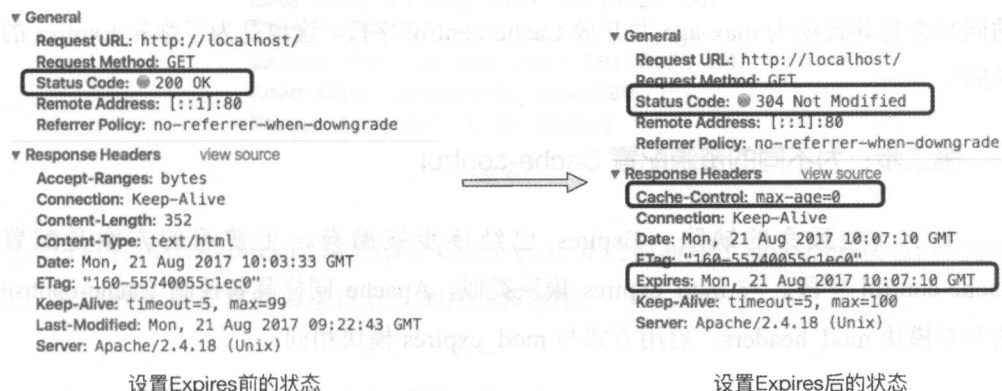 General
Request URL: http://localhost/
Request Method: GET
Status Code: 200 OK
Remote Address: [::1]:80
Referrer Policy: no-referrer-when-downgrade
Response Headers view source
Accept-Ranges: bytes
Connection: Keep-Alive
Content-Length: 352
Content-Type: text/html
Date: Mon, 21 Aug 2017 10:03:33 GMT
ETag: "160-55740055c1ec0"
Keep-Alive: timeout=5, max=99
Last-Modified: Mon, 21 Aug 2017 09:22:43 GMT
Server: Apache/2.4.18 (Unix)
设置Expires前的状态
General
Request URL: http://localhost/
Request Method: GET
Status Code: 304 Not Modified
Remote Address: [::1]:80
Referrer Policy: no-referrer-when-downgrade
Response Headers view source
Cache-Control: max-age=0
Connection: Keep-Alive
Date: Mon, 21 Aug 2017 10:07:10 GMT
ETag: "160-55740055c1ec0"
Expires: Mon, 21 Aug 2017 10:07:10 GMT
Keep-Alive: timeout=5, max=100
Server: Apache/2.4.18 (Unix)
设置Expires后的状态